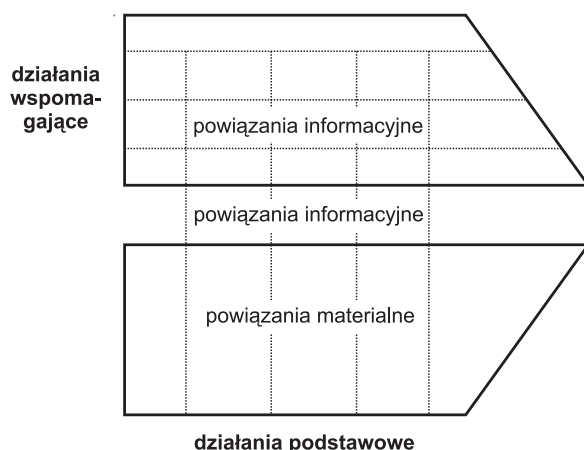 działania
wspoma-
gające
powiązania informacyjne
powiązania informacyjne
powiązania materialne
działania podstawowe